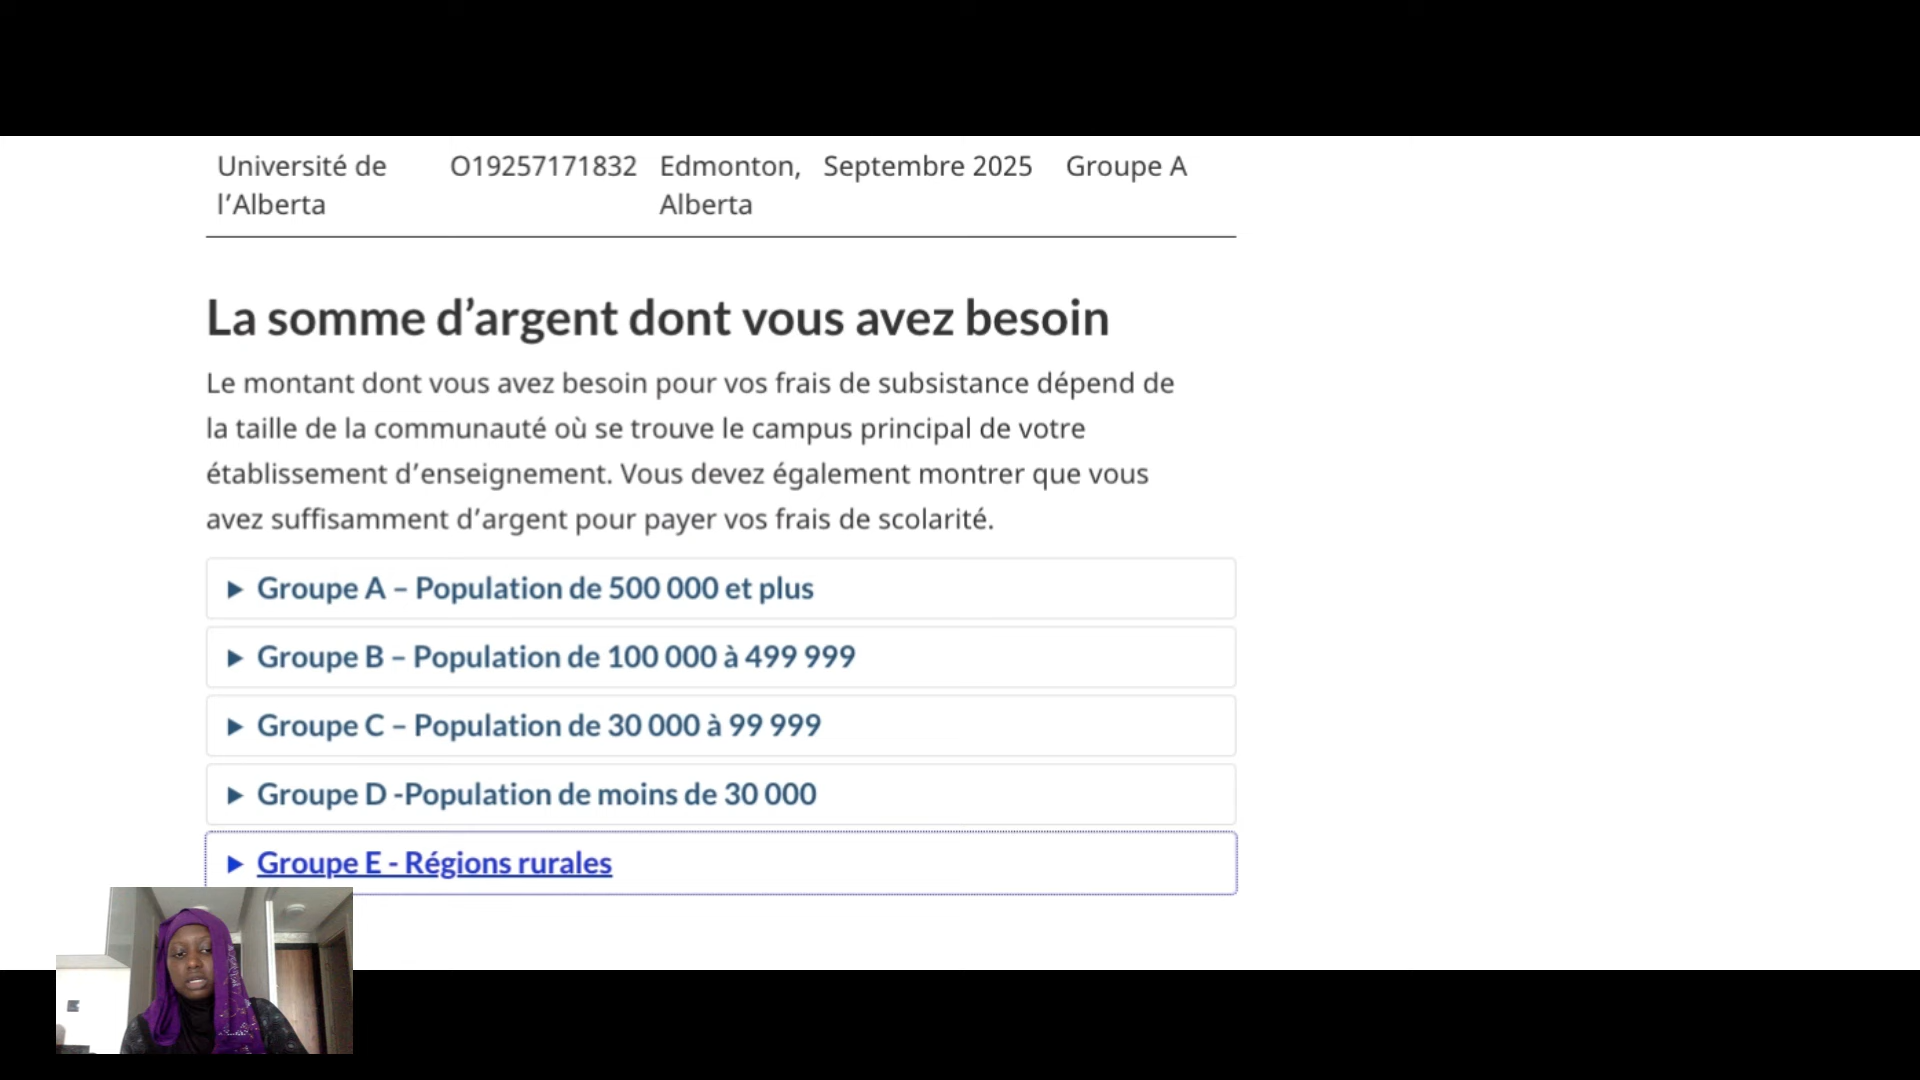 Université de l’Alberta O19257171832 Edmonton, Alberta Septembre 2025 Groupe A
La somme d’argent dont vous avez besoin
Le montant dont vous avez besoin pour vos frais de subsistance dépend de
la taille de la communauté où se trouve le campus principal de votre
établissement d’enseignement. Vous devez également montrer que vous
avez suffisamment d’argent pour payer vos frais de scolarité.
Groupe A – Population de 500 000 et plus
Groupe B – Population de 100 000 à 499 999
Groupe C – Population de 30 000 à 99 999
Groupe D -Population de moins de 30 000
Groupe E - Régions rurales